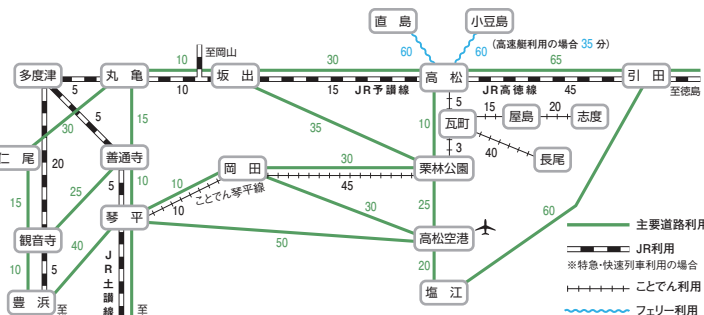 直島
小豆島
60
60
(高速艇利用の場合 35 分)
至岡山
多度津
丸亀
坂出
高松
引田
10
30
65
5
10
15
JR予讃線
JR高徳線
45
至徳島
5
瓦町
15
屋島
20
志度
30
5
15
35
10
3
40
長尾
仁尾
善通寺
岡田
栗林公園
20
25
5
10
10
30
45
ことでん琴平線
10
15
琴平
30
25
60
観音寺
40
50
高松空港
主要道路利用
JR利用
※特急・快速列車利用の場合
10
5
JR土讃線
20
塩江
ことでん利用
豊浜
至
至
フェリー利用